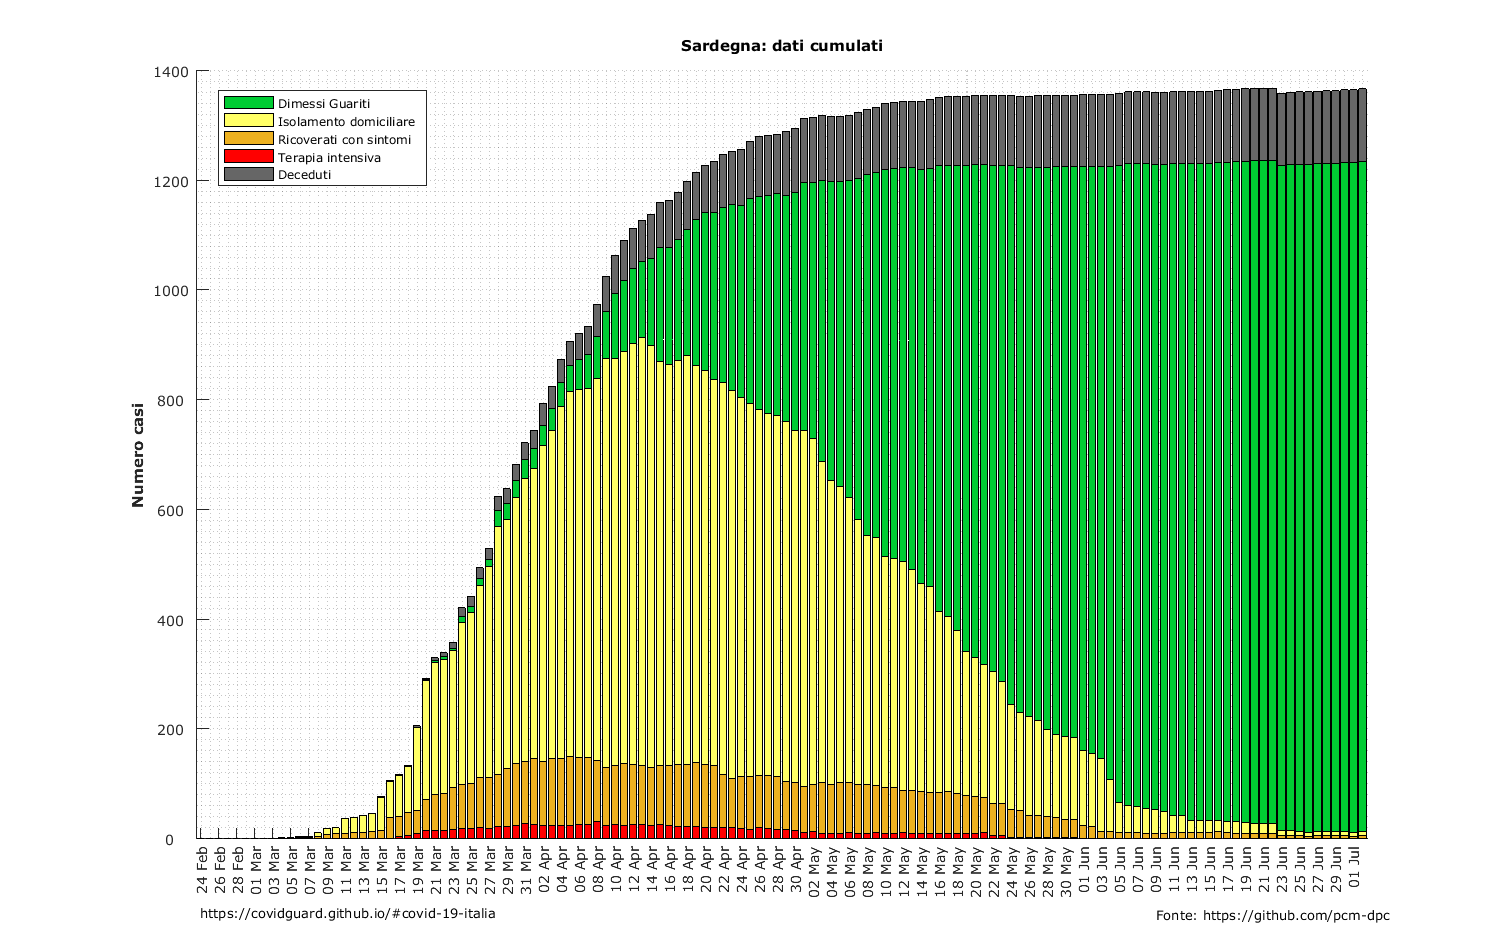 Sardegna: dati cumulati
1400
1200
1000
800
600
400
200
0
Numero casi
Dimessi Guariti
Isolamento domiciliare
Ricoverati con sintomi
Terapia intensiva
Deceduti
24 Feb
26 Feb
28 Feb
01 Mar
03 Mar
05 Mar
07 Mar
09 Mar
11 Mar
13 Mar
15 Mar
17 Mar
19 Mar
21 Mar
23 Mar
25 Mar
27 Mar
29 Mar
31 Mar
02 Apr
04 Apr
06 Apr
08 Apr
10 Apr
12 Apr
14 Apr
16 Apr
18 Apr
20 Apr
22 Apr
24 Apr
26 Apr
28 Apr
30 Apr
02 May
04 May
06 May
08 May
10 May
12 May
14 May
16 May
18 May
20 May
22 May
24 May
26 May
28 May
30 May
01 Jun
03 Jun
05 Jun
07 Jun
09 Jun
11 Jun
13 Jun
15 Jun
17 Jun
19 Jun
21 Jun
23 Jun
25 Jun
27 Jun
29 Jun
01 Jul
https://covidguard.github.io/#covid-19-italia
Fonte: https://github.com/pcm-dpc